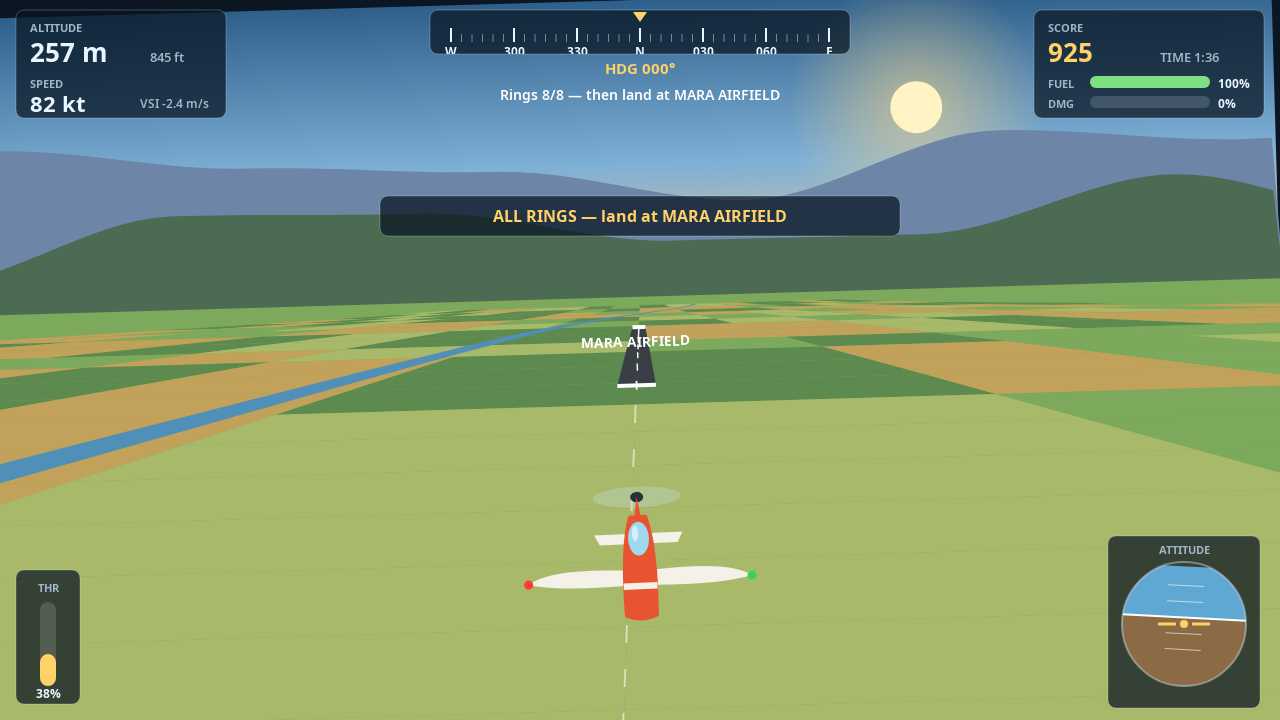 ALTITUDE
257 m
845 ft
SPEED
82 kt
VSI -2.4 m/s
W 300 330 N 030 060 E
HDG 000°
Rings 8/8 — then land at MARA AIRFIELD
SCORE
925
TIME 1:36
FUEL
100%
DMG
0%
ALL RINGS — land at MARA AIRFIELD
MARA AIRFIELD
THR
38%
ATTITUDE